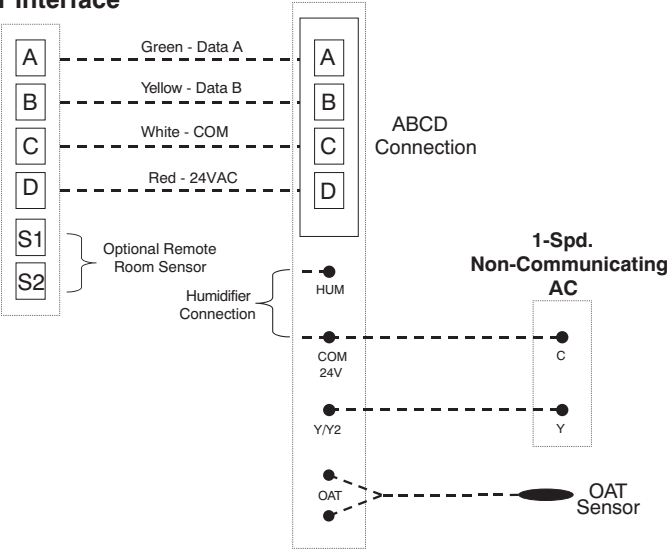 Interface
A
Green - Data A
A
B
Yellow - Data B
B
C
White - COM
C
D
Red - 24VAC
D
ABCD
Connection
S1
S2
Optional Remote
Room Sensor
HUM
Humidifier
Connection
COM
24V
1-Spd.
Non-Communicating
AC
C
Y/Y2
Y
OAT
OAT
Sensor